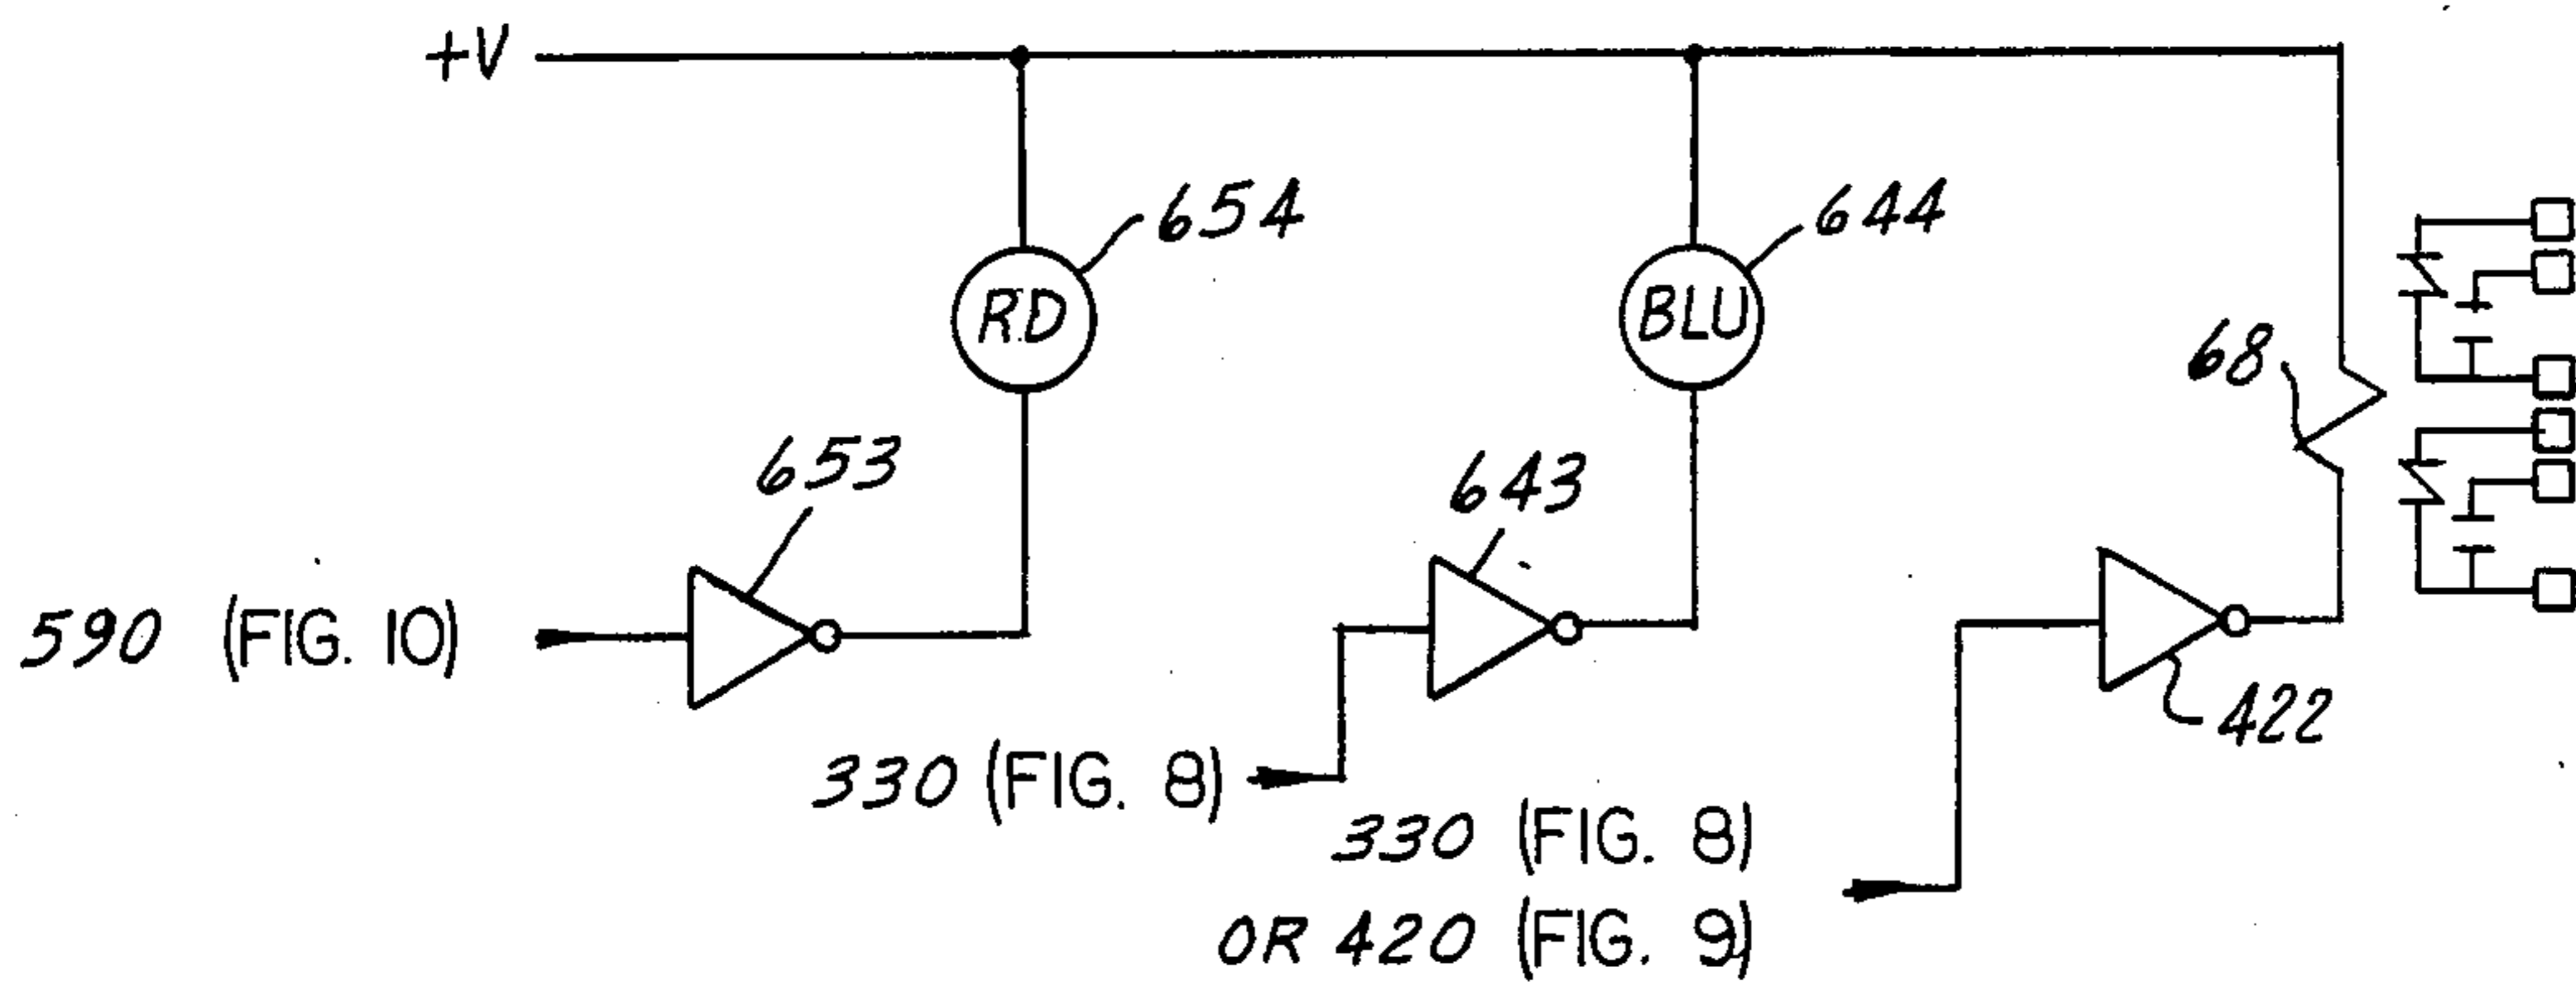 +V
654
644
RD
BLU
68
653
643
590 (FIG. 10)
422
330 (FIG. 8)
330 (FIG. 8)
OR 420 (FIG. 9)